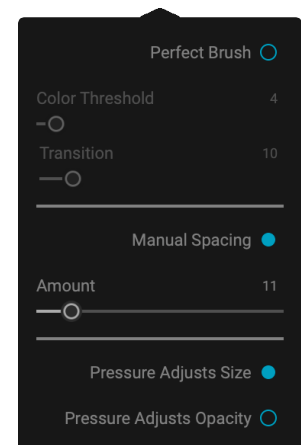 Perfect Brush
Color Threshold 4
Transition 10
Manual Spacing
Amount 11
Pressure Adjusts Size
Pressure Adjusts Opacity